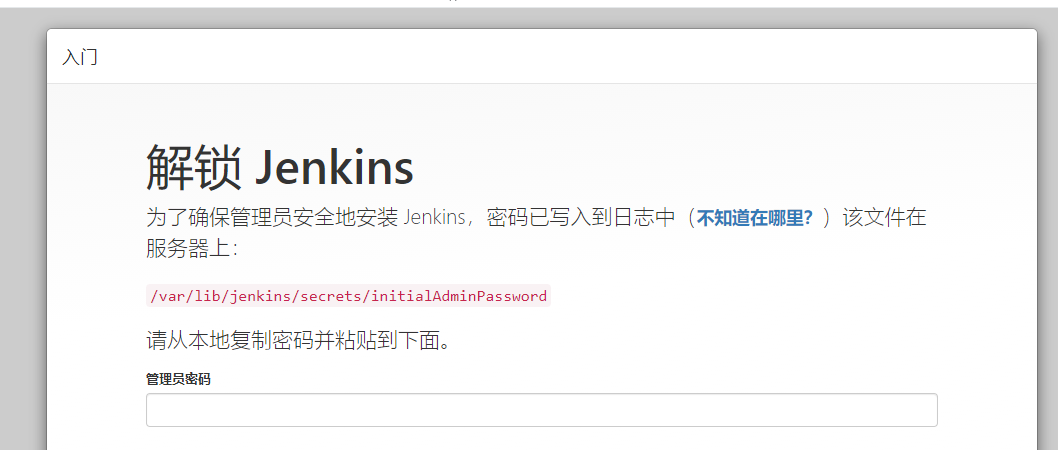 入门
解锁 Jenkins
为了确保管理员安全地安装 Jenkins，密码已写入到日志中（不知道在哪里？）该文件在
服务器上：
/var/lib/jenkins/secrets/initialAdminPassword
请从本地复制密码并粘贴到下面。
管理员密码